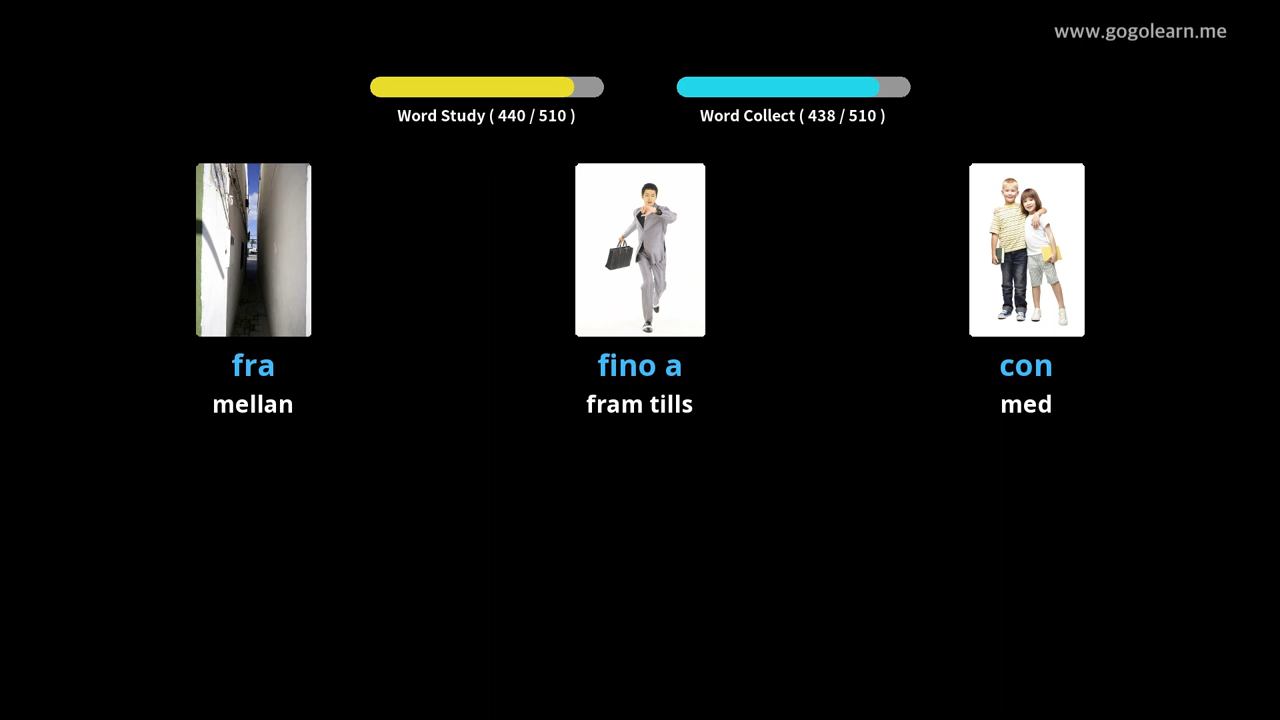 www.gogolearn.me
Word Study ( 440 / 510 )
Word Collect ( 438 / 510 )
fra
mellan
fino a
fram tills
con
med